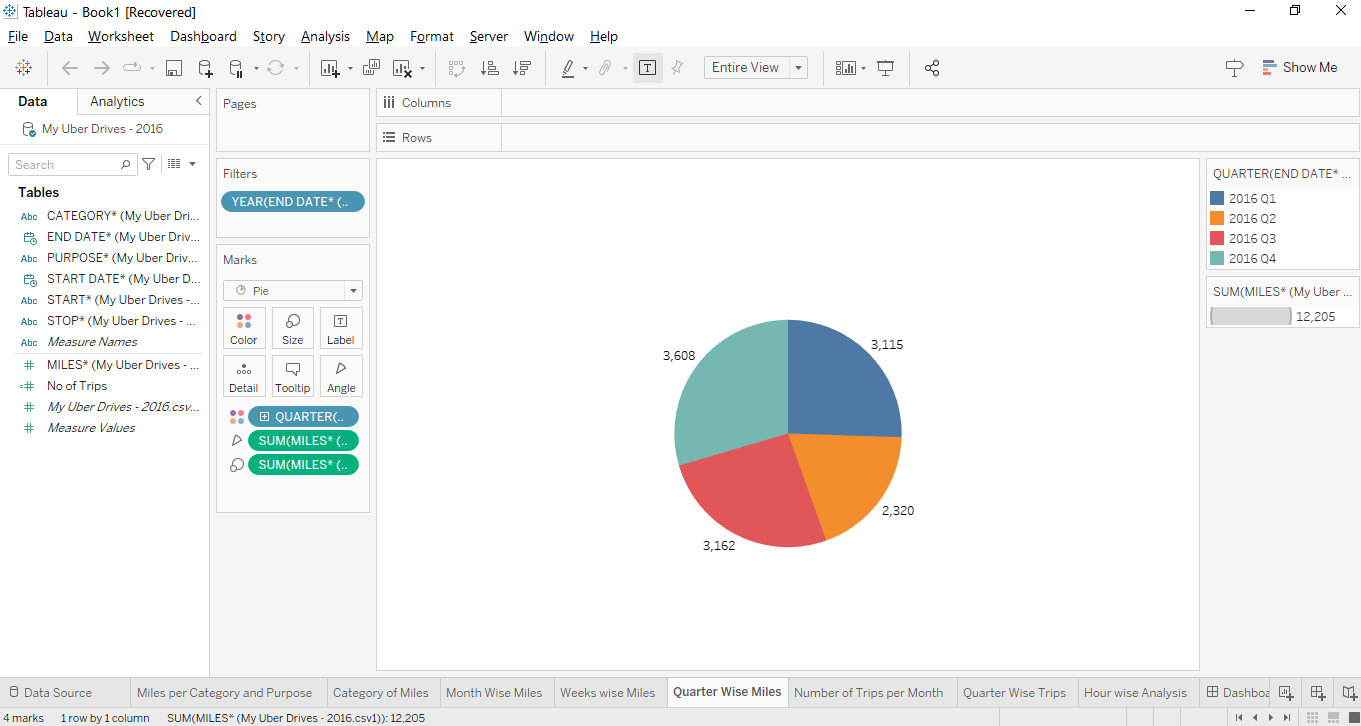 Tableau - Book1 [Recovered]
File Data Worksheet Dashboard Story Analysis Map Format Server Window Help
Entire View
Show Me
Data Analytics
My Uber Drives - 2016
Search
Tables
Abc CATEGORY* (My Uber Dri...
END DATE* (My Uber Driv...
Abc PURPOSE* (My Uber Driv...
START DATE* (My Uber D...
Abc START* (My Uber Drives -...
Abc STOP* (My Uber Drives - ...
Abc Measure Names
# MILES* (My Uber Drives - ...
=# No of Trips
# My Uber Drives - 2016.csv...
# Measure Values
Pages
Filters
YEAR(END DATE* (..
Marks
Pie
Color Size Label
Detail Tooltip Angle
QUARTER(..
SUM(MILES* (..
SUM(MILES* (..
Columns
Rows
3,608
3,115
2,320
3,162
QUARTER(END DATE* ...
2016 Q1
2016 Q2
2016 Q3
2016 Q4
SUM(MILES* (My Uber ...
12,205
Data Source Miles per Category and Purpose Category of Miles Month Wise Miles Weeks wise Miles Quarter Wise Miles Number of Trips per Month Quarter Wise Trips Hour wise Analysis Dashboa
4 marks 1 row by 1 column SUM(MILES* (My Uber Drives - 2016.csv1)): 12,205